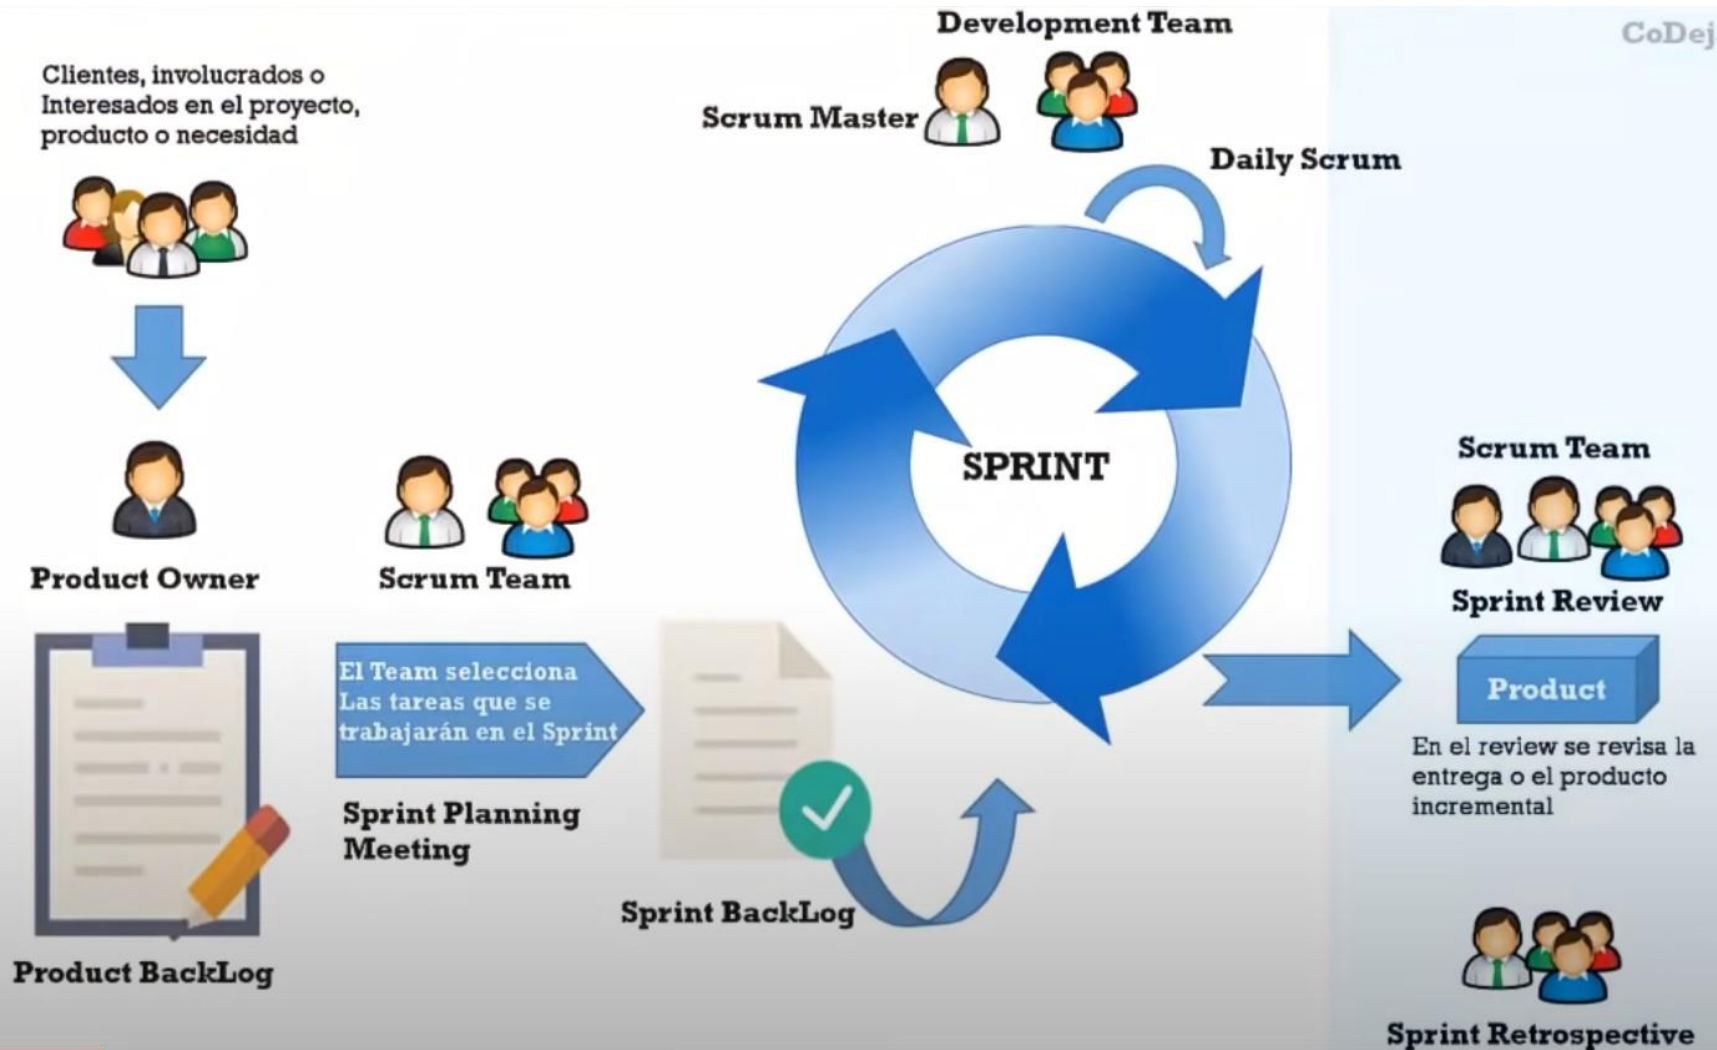 Development Team
CoDej
Clientes, involucrados o
Interesados en el proyecto,
producto o necesidad
Scrum Master
Daily Scrum
SPRINT
Scrum Team
Product Owner
Scrum Team
Sprint Review
El Team selecciona
Las tareas que se
trabajarán en el Sprint
Product
En el review se revisa la
entrega o el producto
incremental
Sprint Planning
Meeting
Sprint BackLog
Product BackLog
Sprint Retrospective